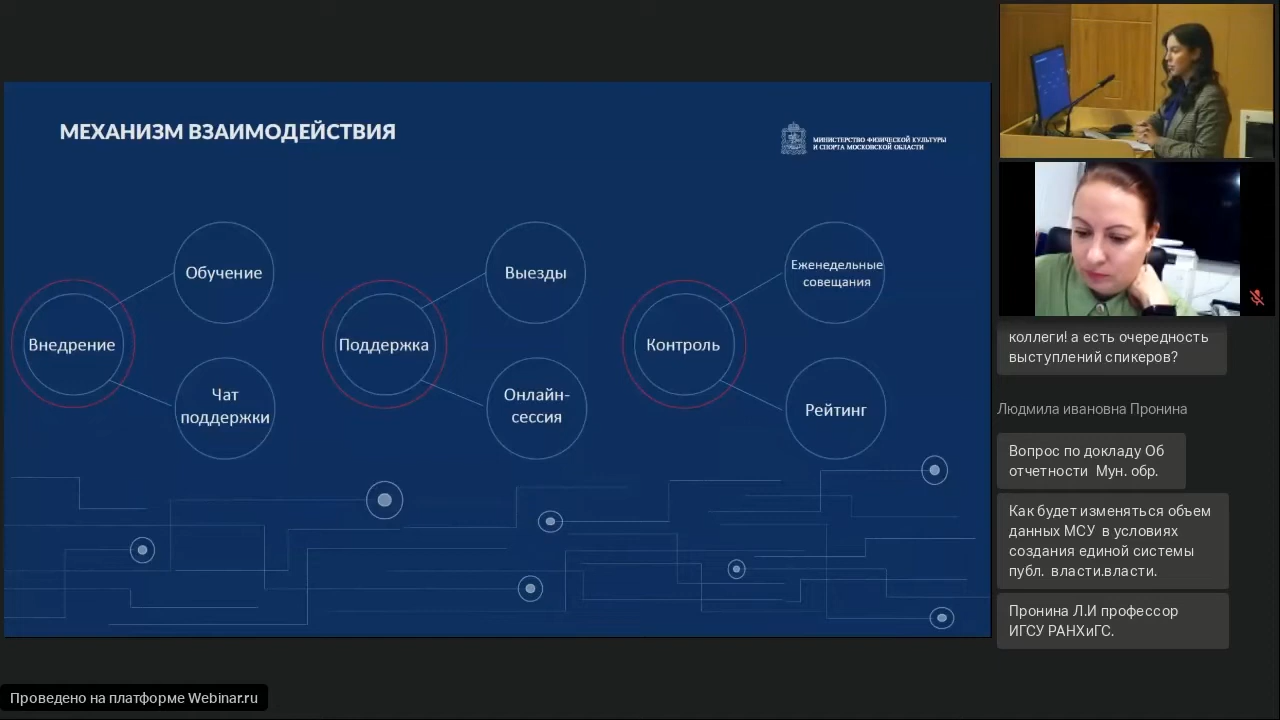 МЕХАНИЗМ ВЗАИМОДЕЙСТВИЯ
МИНИСТЕРСТВО ФИЗИЧЕСКОЙ КУЛЬТУРЫ
И СПОРТА МОСКОВСКОЙ ОБЛАСТИ
Внедрение
Обучение
Чат
поддержки
Поддержка
Выезды
Онлайн-
сессия
Контроль
Еженедельные
совещания
Рейтинг
коллеги! а есть очередность
выступлений спикеров?
Людмила ивановна Пронина
Вопрос по докладу Об
отчетности Мун. обр.
Как будет изменяться объем
данных МСУ в условиях
создания единой системы
публ. власти.власти.
Пронина Л.И профессор
ИГСУ РАНХиГС.
Проведено на платформе Webinar.ru